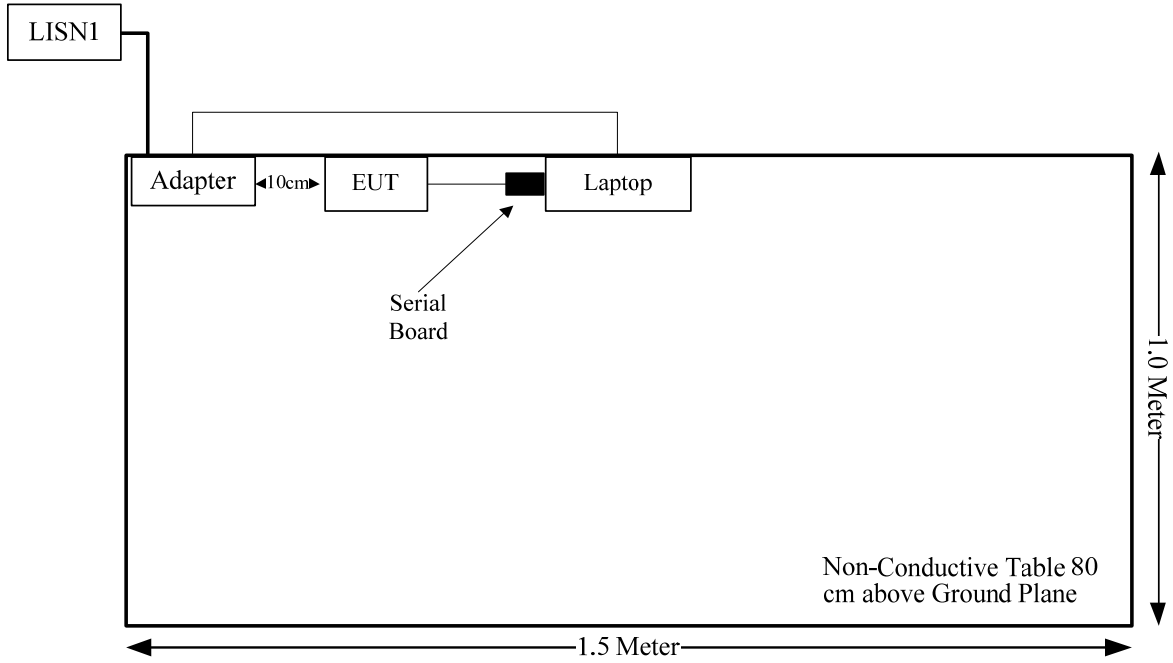 LISN1
Adapter
10cm
EUT
Laptop
Serial
Board
1.0 Meter
Non-Conductive Table 80
cm above Ground Plane
1.5 Meter